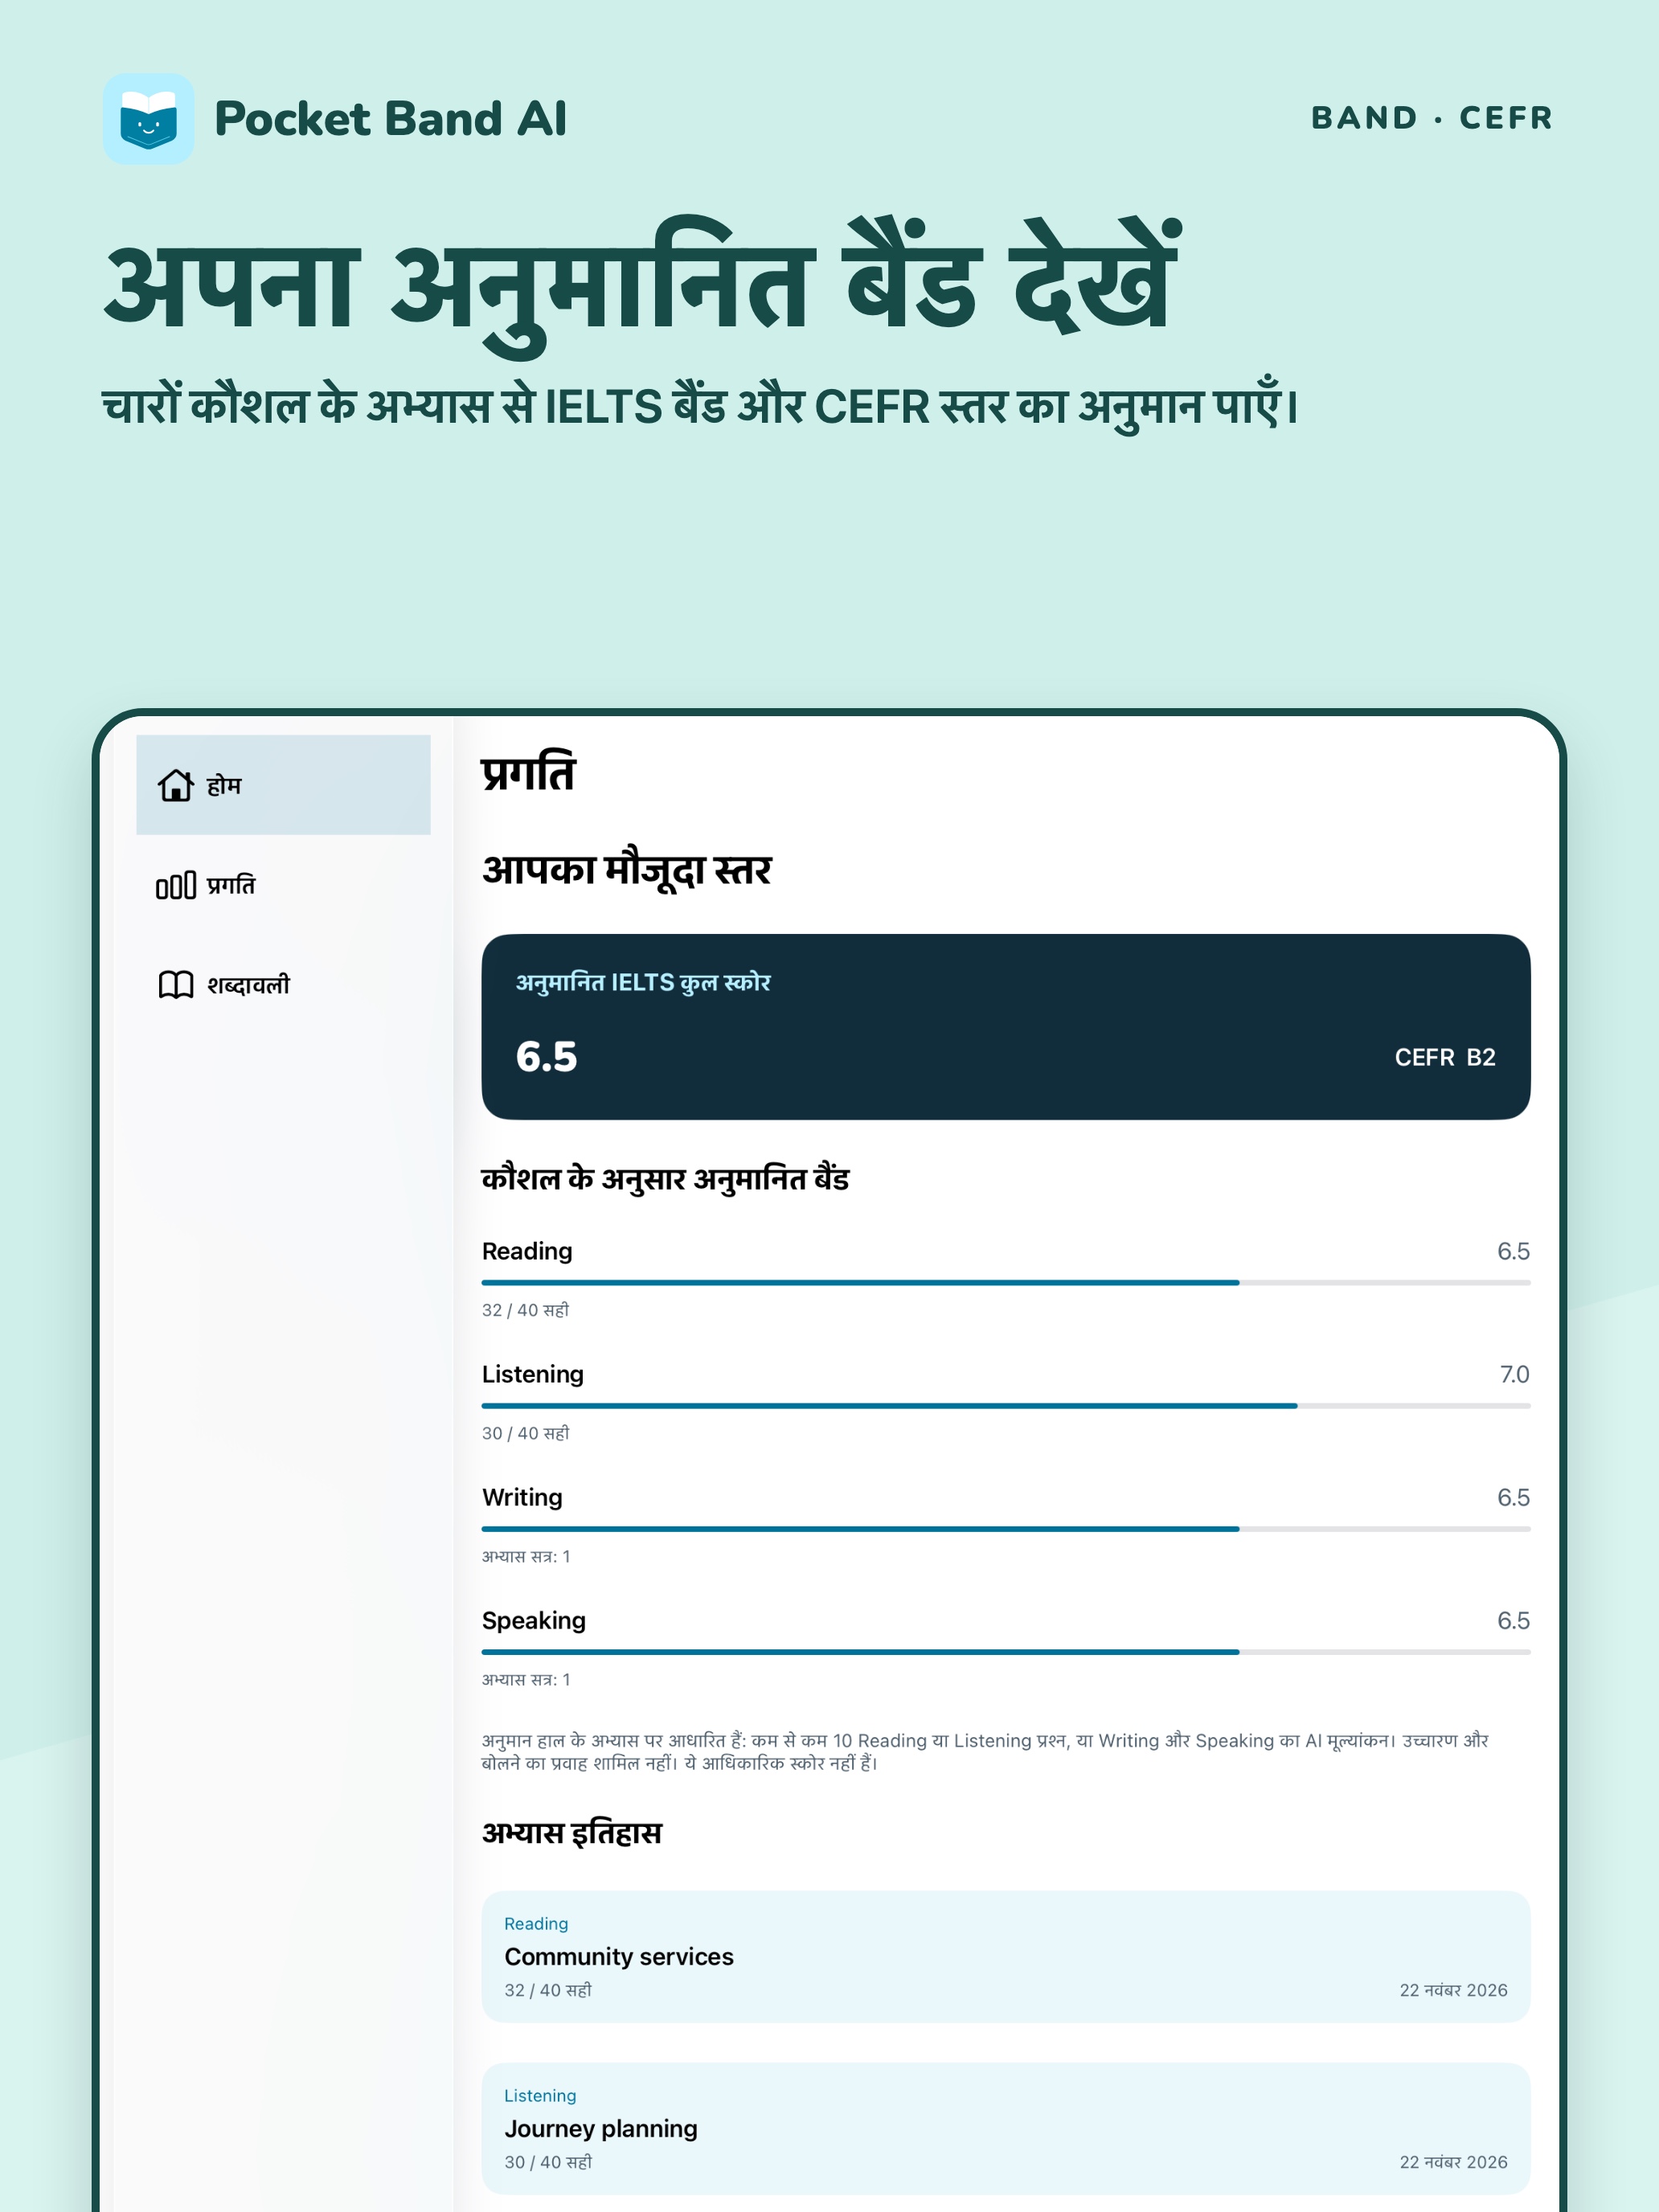 Pocket Band AI
BAND · CEFR
अपना अनुमानित बैंड देखें
चारों कौशल के अभ्यास से IELTS बैंड और CEFR स्तर का अनुमान पाएँ।
होम
प्रगति
शब्दावली
प्रगति
आपका मौजूदा स्तर
अनुमानित IELTS कुल स्कोर
6.5
CEFR B2
कौशल के अनुसार अनुमानित बैंड
Reading
6.5
32 / 40 सही
Listening
7.0
30 / 40 सही
Writing
6.5
अभ्यास सत्र: 1
Speaking
6.5
अभ्यास सत्र: 1
अनुमान हाल के अभ्यास पर आधारित हैं: कम से कम 10 Reading या Listening प्रश्न, या Writing और Speaking का AI मूल्यांकन। उच्चारण और
बोलने का प्रवाह शामिल नहीं। ये आधिकारिक स्कोर नहीं हैं।
अभ्यास इतिहास
Reading
Community services
32 / 40 सही
22 नवंबर 2026
Listening
Journey planning
30 / 40 सही
22 नवंबर 2026